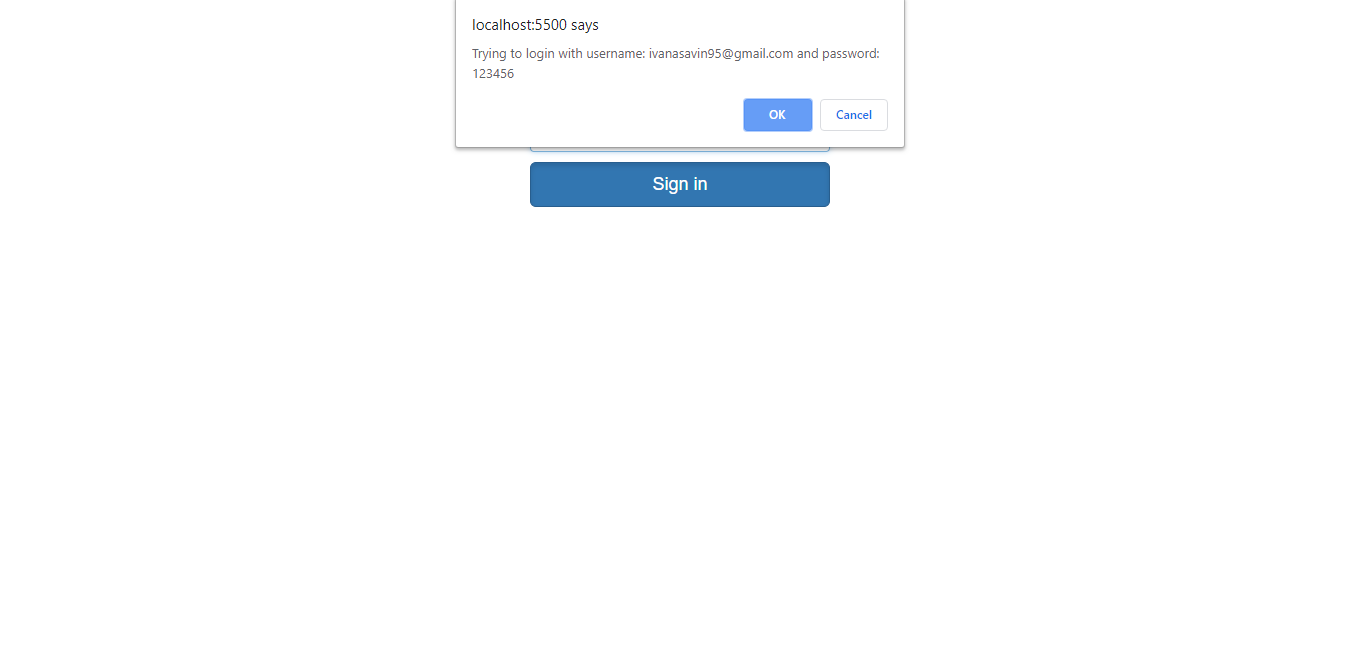 localhost:5500 says
Trying to login with username: ivanasavin95@gmail.com and password:
123456
OK
Cancel
Sign in